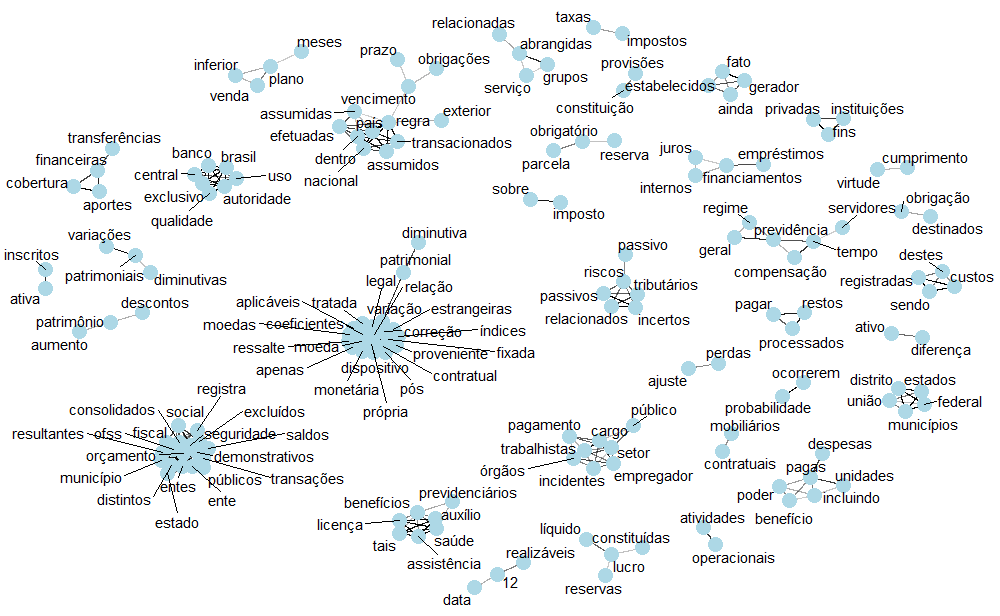 relacionadas
taxas
impostos
meses
inferior
plano
venda
prazo
obrigações
abrangidas
serviço
grupos
provisões
estabelecidos
constituição
fato
gerador
ainda
vencimento
assumidas
país
regra
exterior
efetuadas
transacionados
dentro
assumidos
nacional
privadas
instituições
fins
transferências
financeiras
cobertura
aportes
banco
brasil
central
uso
exclusivo
autoridade
qualidade
obrigatório
parcela
reserva
juros
empréstimos
internos
financiamentos
cumprimento
virtude
sobre
imposto
regime
servidores
obrigação
destinados
previdência
geral
tempo
compensação
variações
inscritos
patrimoniais
diminutivas
ativa
diminutiva
patrimonial
passivo
riscos
tributários
passivos
relacionados
incertos
destes
registradas
custos
sendo
descontos
patrimônio
aumento
legal
relação
aplicáveis
tratada
variação
estrangeiras
moedas
coeficientes
correção
índices
ressalte
moeda
proveniente
fixada
apenas
dispositivo
contratual
monetária
pós
própria
pagar
restos
processados
ativo
diferença
perdas
ajuste
ocorrerem
probabilidade
distrito
estados
união
federal
municípios
registra
consolidados
social
excluídos
resultantes
ofss
fiscal
seguridade
saldos
orçamento
demonstrativos
município
entes
públicos
transações
distintos
ente
estado
público
pagamento
cargo
trabalhistas
setor
órgãos
incidentes
empregador
mobiliários
contratuais
despesas
pagas
unidades
poder
incluindo
benefício
previdenciários
benefícios
licença
auxílio
tais
saúde
assistência
líquido
constituídas
lucro
reservas
atividades
operacionais
realizáveis
12
data